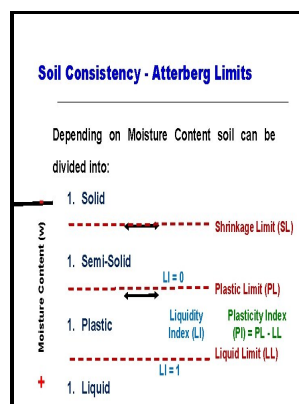 Soil Consistency - Atterberg Limits
Depending on Moisture Content soil can be
divided into:
1. Solid
Shrinkage Limit (SL)
1. Semi-Solid
LI = 0
Plastic Limit (PL)
1. Plastic
Liquidity
Index (LI)
Plasticity Index
(PI) = PL - LL
Liquid Limit (LL)
LI = 1
1. Liquid
- Moisture Content (w) +